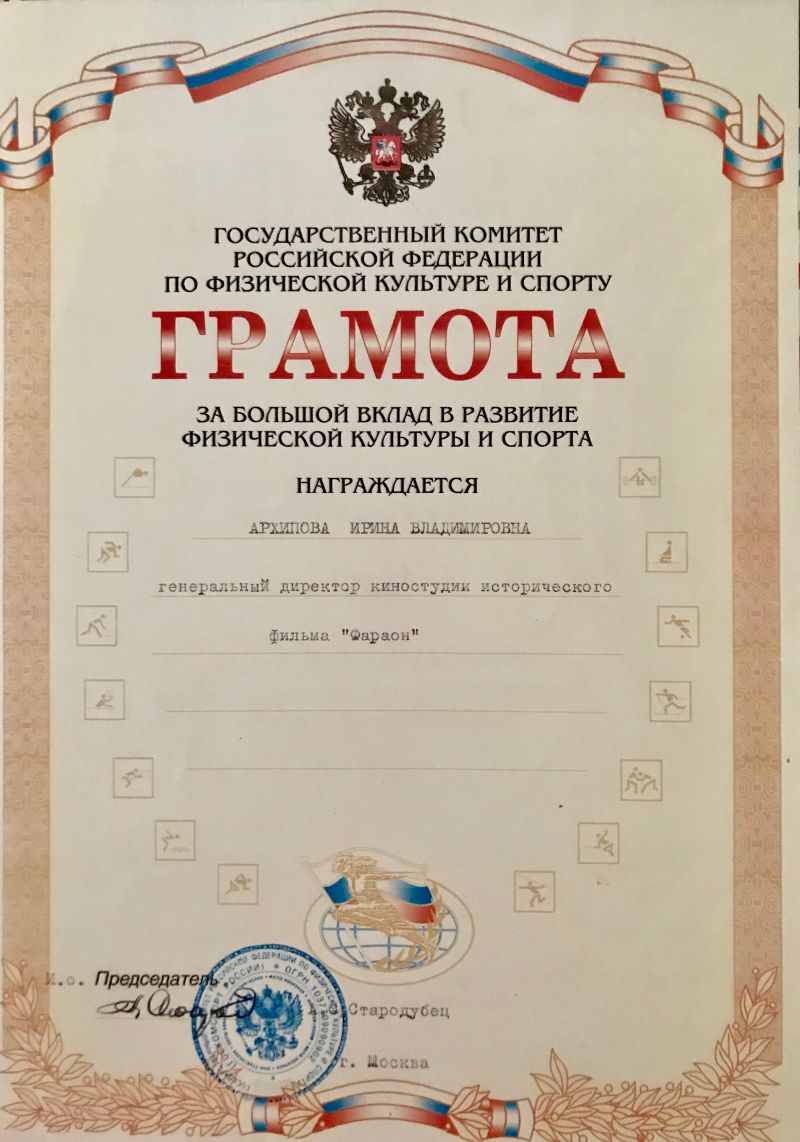 ГОСУДАРСТВЕННЫЙ КОМИТЕТ
РОССИЙСКОЙ ФЕДЕРАЦИИ
ПО ФИЗИЧЕСКОЙ КУЛЬТУРЕ И СПОРТУ
ГРАМОТА
ЗА БОЛЬШОЙ ВКЛАД В РАЗВИТИЕ
ФИЗИЧЕСКОЙ КУЛЬТУРЫ И СПОРТА
НАГРАЖДАЕТСЯ
АРХИПОВА ИРИНА ВЛАДИМИРОВНА
генеральный директор киностудии исторического
фильма "Фараон"
И.о. Председатель
Стародубец
г. Москва